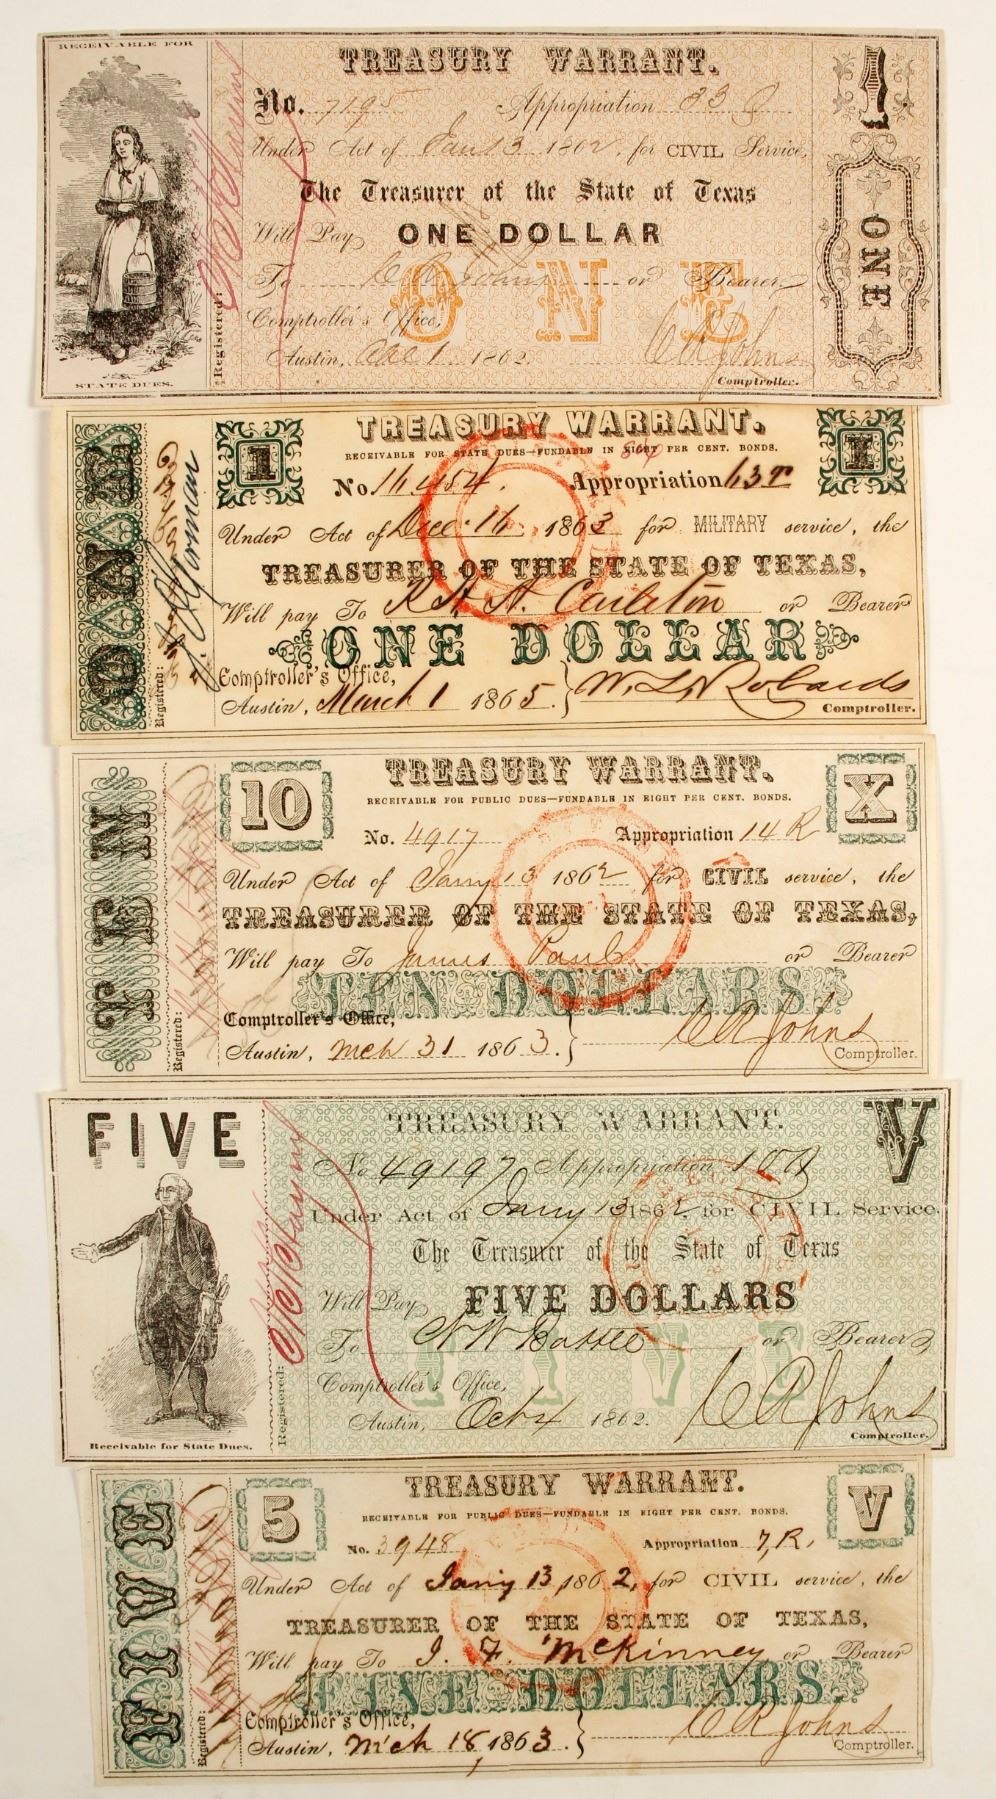 RECEIVABLE FOR
TREASURY WARRANT.
1
No. 7195 Appropriation 33
Under Act of Jan 13 1862, for CIVIL Service,
The Treasurer of the State of Texas
Will Pay ONE DOLLAR
ONE
To or Bearer
ONE
Comptroller's Office,
Austin, Dec 1 1862. C R Johns
Comptroller.
Registered:
STATE DUES.
TREASURY WARRANT.
RECEIVABLE FOR STATE DUES—FUNDABLE IN EIGHT PER CENT. BONDS.
1
I
ONE
No 16454. Appropriation
Under Act of Dec. 16 1863 for MILITARY service, the
TREASURER OF THE STATE OF TEXAS,
Will pay To or Bearer
ONE DOLLAR
Comptroller's Office,
Austin, March 1 1865. W. L. Robards
Comptroller.
Registered:
TREASURY WARRANT.
RECEIVABLE FOR PUBLIC DUES—FUNDABLE IN EIGHT PER CENT. BONDS.
10
X
TEN
No. 4917 Appropriation 14 R
Under Act of Jany 13 1862 for CIVIL service, the
TREASURER OF THE STATE OF TEXAS,
Will pay To James Paul or Bearer
TEN DOLLARS
Comptroller's Office,
Austin, Mch 31 1863. C R Johns
Comptroller.
Registered:
FIVE
TREASURY WARRANT.
V
No 49197 Appropriation
Under Act of Jany 13 1862, for CIVIL Service.
The Treasurer of the State of Texas
Will Pay FIVE DOLLARS
To or Bearer
FIVE
Comptroller's Office,
Austin, Oct 4 1862. C R Johns
Comptroller.
Registered:
Receivable for State Dues.
TREASURY WARRANT.
RECEIVABLE FOR PUBLIC DUES—FUNDABLE IN EIGHT PER CENT. BONDS.
5
V
FIVE
No. 3948 Appropriation 7, R,
Under Act of Jany 13, 1862, for CIVIL service, the
TREASURER OF THE STATE OF TEXAS,
Will pay To J. F. McKinney or Bearer
FIVE DOLLARS
Comptroller's Office,
Austin, Mch 18, 1863. C R Johns
Comptroller.
Registered: